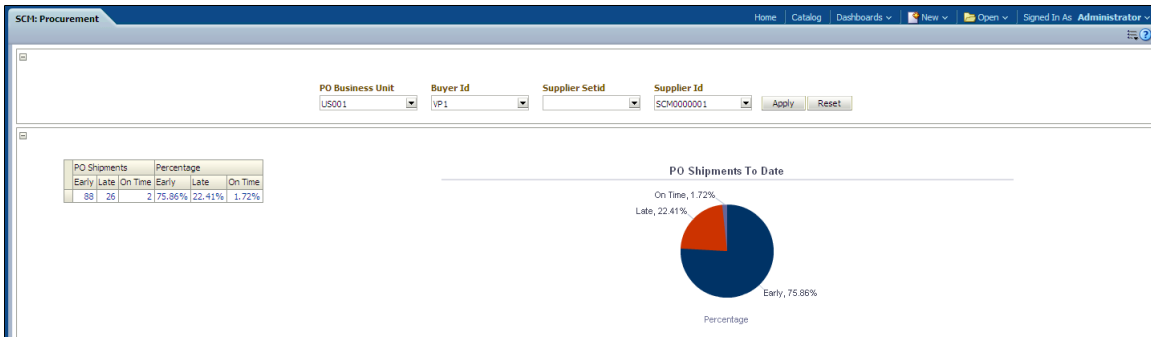 SCM: Procurement
Home Catalog Dashboards New Open Signed In As Administrator
PO Business Unit Buyer Id Supplier Setid Supplier Id
US001 VP1 SCM0000001 Apply Reset
PO Shipments Percentage
Early Late On Time Early Late On Time
88 26 2 75.86% 22.41% 1.72%
PO Shipments To Date
On Time, 1.72%
Late, 22.41%
Early, 75.86%
Percentage